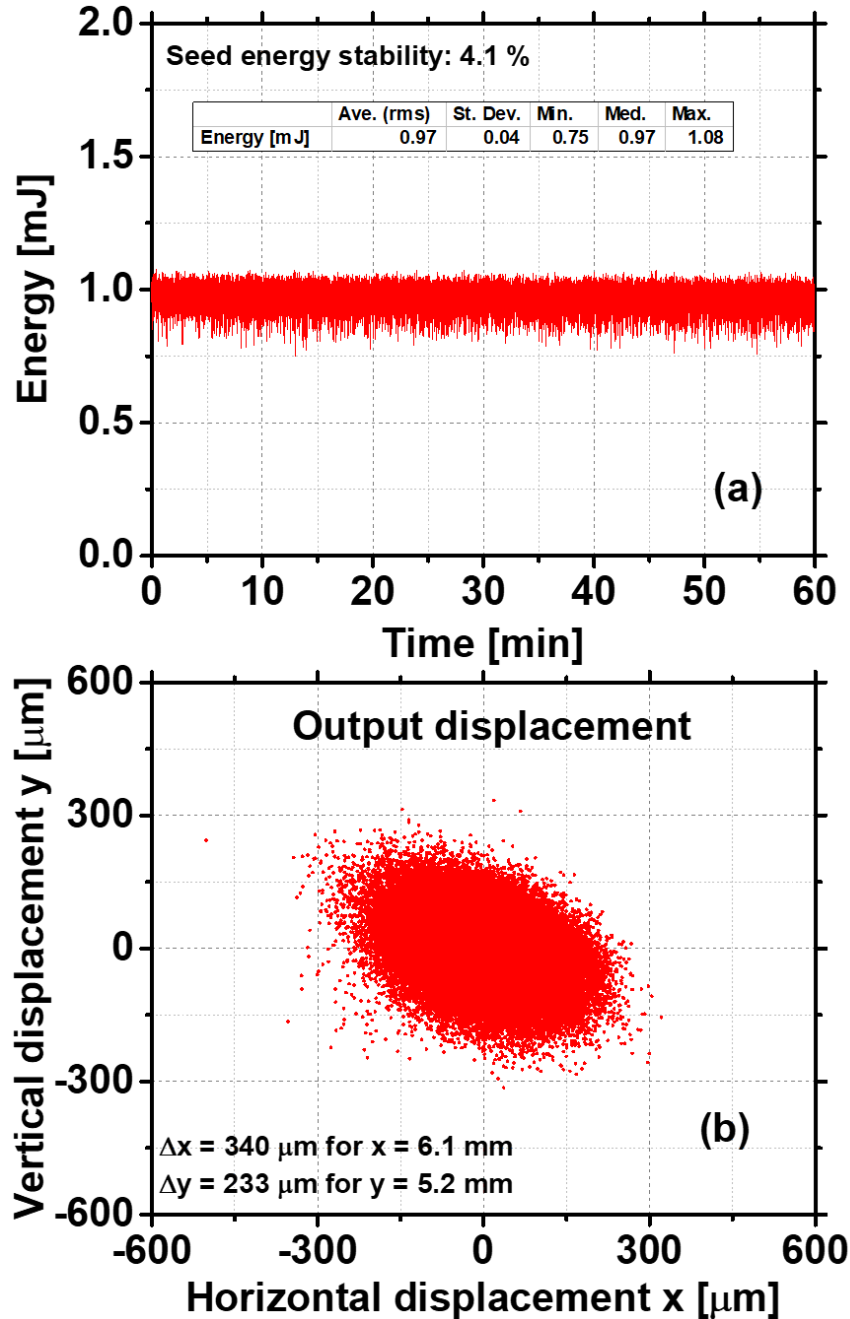 2.0
Seed energy stability: 4.1 %
Ave. (rms) St. Dev. Min. Med. Max.
Energy [mJ] 0.97 0.04 0.75 0.97 1.08
1.5
1.0
0.5
0.0
Energy [mJ]
(a)
0 10 20 30 40 50 60
Time [min]
600
Output displacement
300
0
-300
-600
Vertical displacement y [μm]
(b)
Δx = 340 μm for x = 6.1 mm
Δy = 233 μm for y = 5.2 mm
-600 -300 0 300 600
Horizontal displacement x [μm]